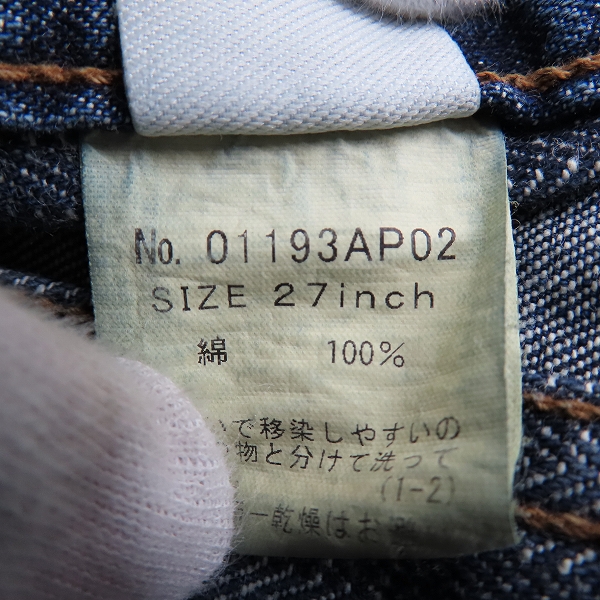 No. 01193AP02
SIZE 27inch
綿 100%
で移染しやすいの
物と分けて洗って
(1-2)
ー乾燥はお